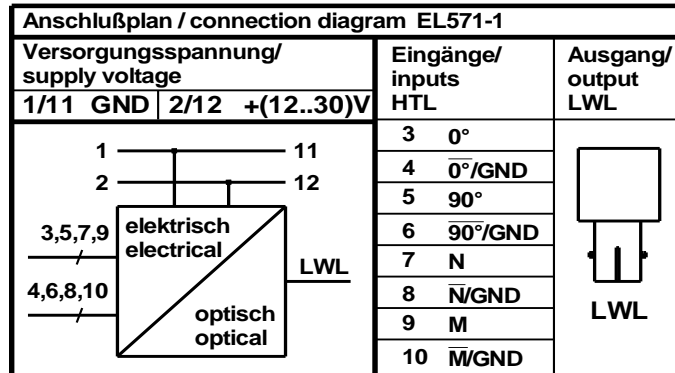 Anschlußplan / connection diagram EL571-1
Versorgungsspannung/
supply voltage
1/11 GND 2/12 +(12..30)V
Eingänge/
inputs
HTL
Ausgang/
output
LWL
1 11
2 12
3,5,7,9
4,6,8,10
elektrisch
electrical
optisch
optical
LWL
3 0°
4 0̅°̅/GND
5 90°
6 9̅0̅°̅/GND
7 N
8 N̅/GND
9 M
10 M̅/GND
LWL